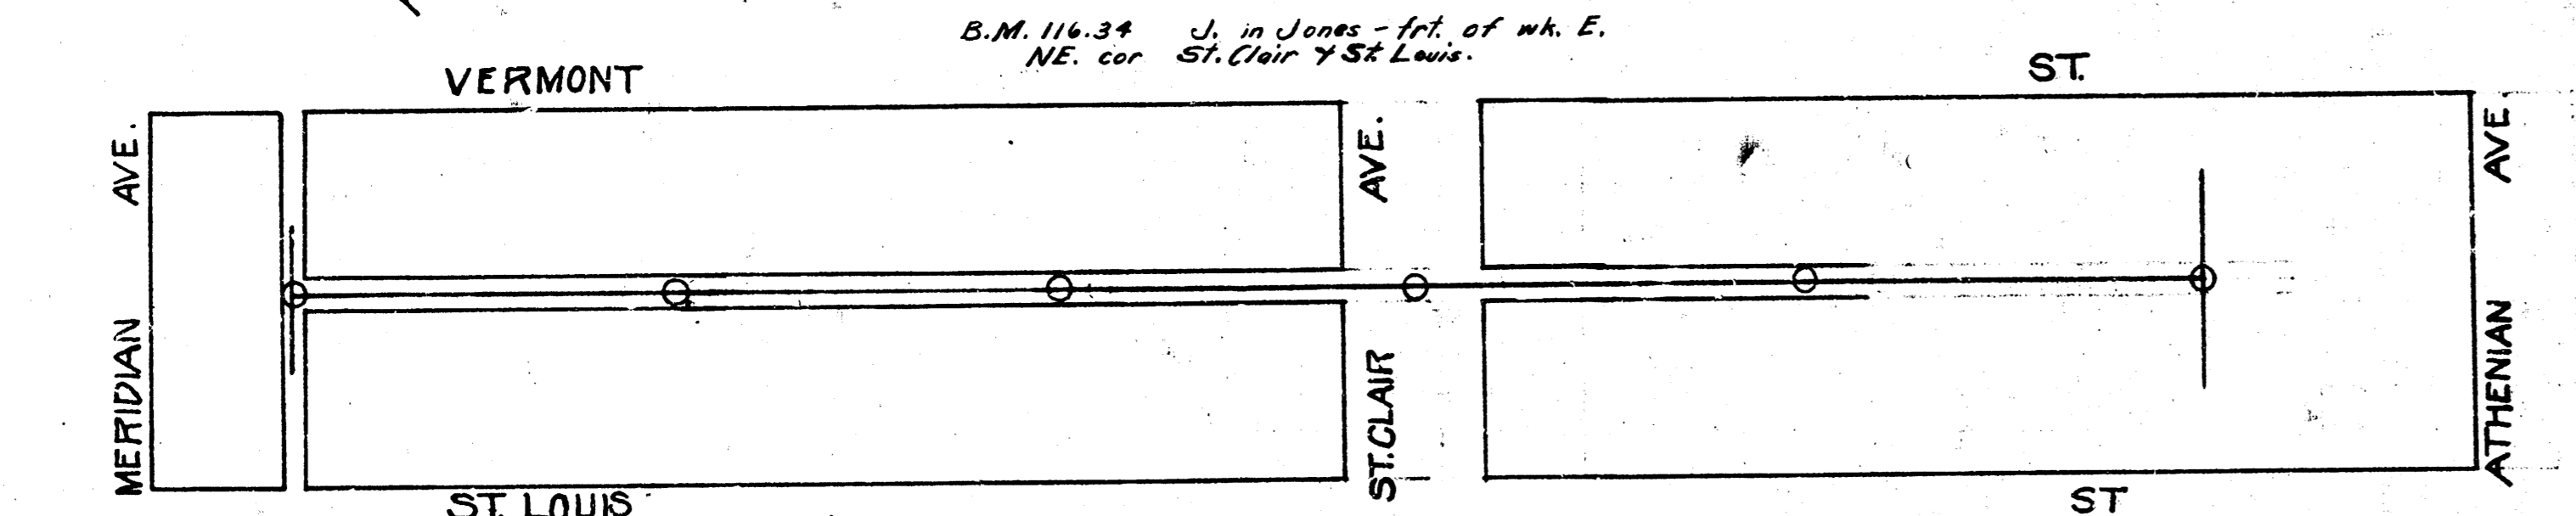 B.M. 116.34 J. in Jones - frt. of wk. E.
NE. cor St. Clair & St Louis.
VERMONT ST.
MERIDIAN AVE.
ST. CLAIR AVE.
ATHENIAN AVE.
ST. LOUIS ST